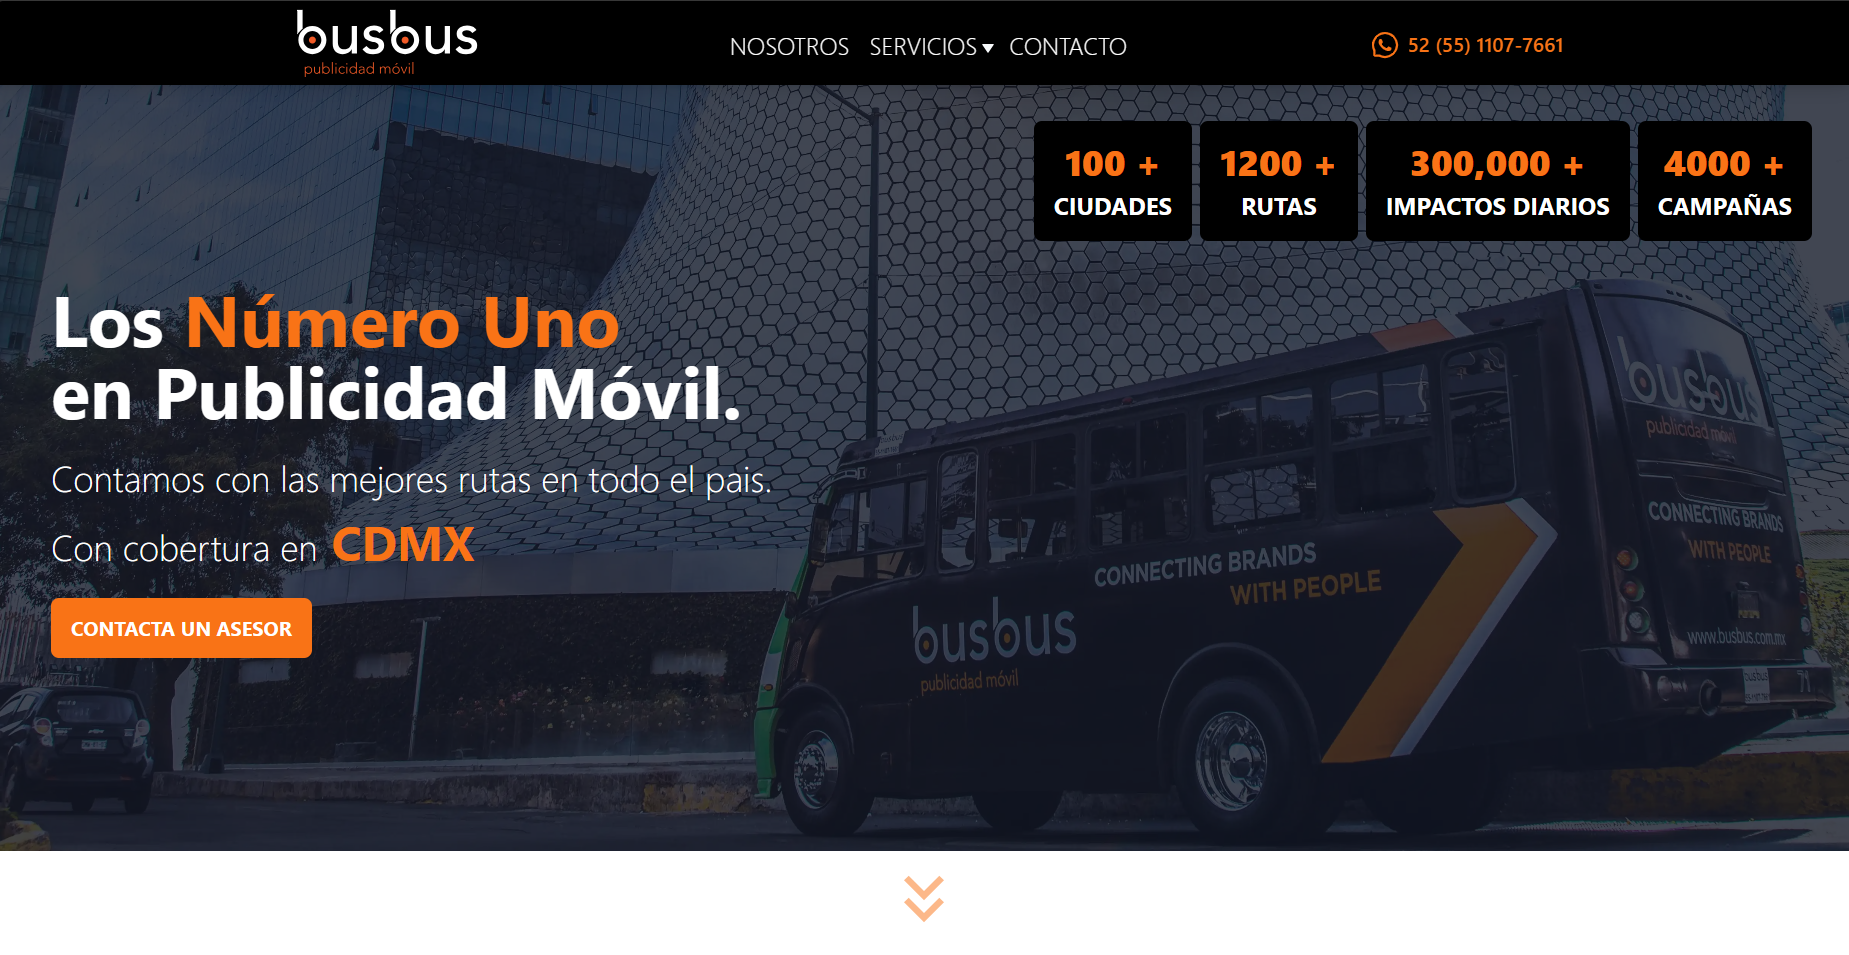 busbus
publicidad móvil
NOSOTROS SERVICIOS CONTACTO
52 (55) 1107-7661
100 +
CIUDADES
1200 +
RUTAS
300,000 +
IMPACTOS DIARIOS
4000 +
CAMPAÑAS
Los Número Uno
en Publicidad Móvil.
Contamos con las mejores rutas en todo el pais.
Con cobertura en CDMX
CONTACTA UN ASESOR
busbus
publicidad móvil
CONNECTING BRANDS
WITH PEOPLE
busbus
publicidad móvil
CONNECTING BRANDS
WITH PEOPLE
www.busbus.com.mx
busbus
71
busbus